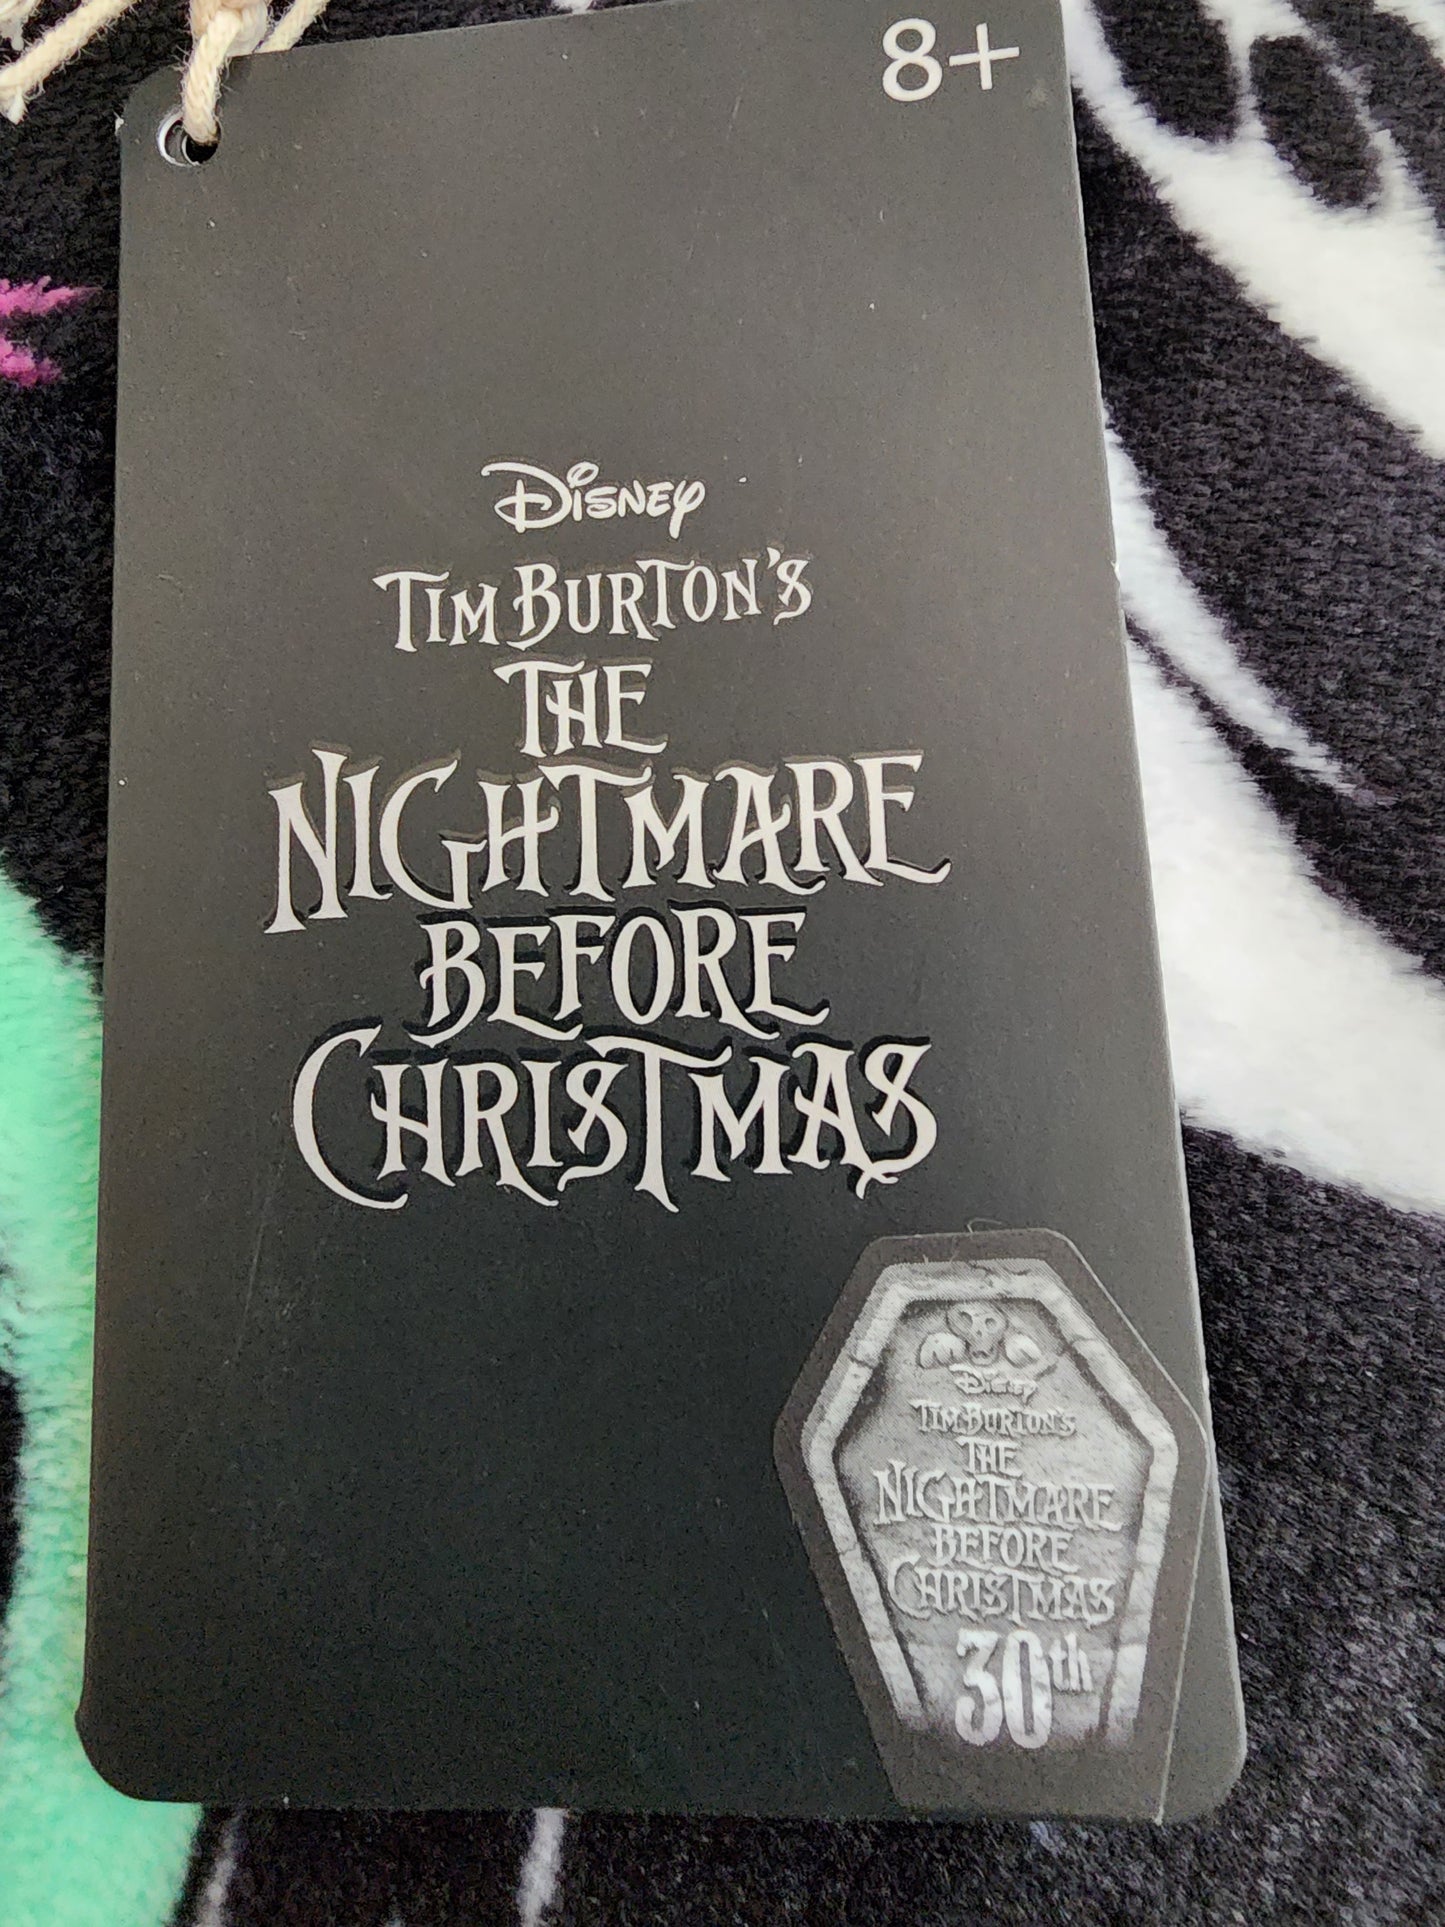 8+
Disney
TIM BURTON'S
THE
NIGHTMARE
BEFORE
CHRISTMAS
Disney
TIM BURTON'S
THE
NIGHTMARE
BEFORE
CHRISTMAS
30th